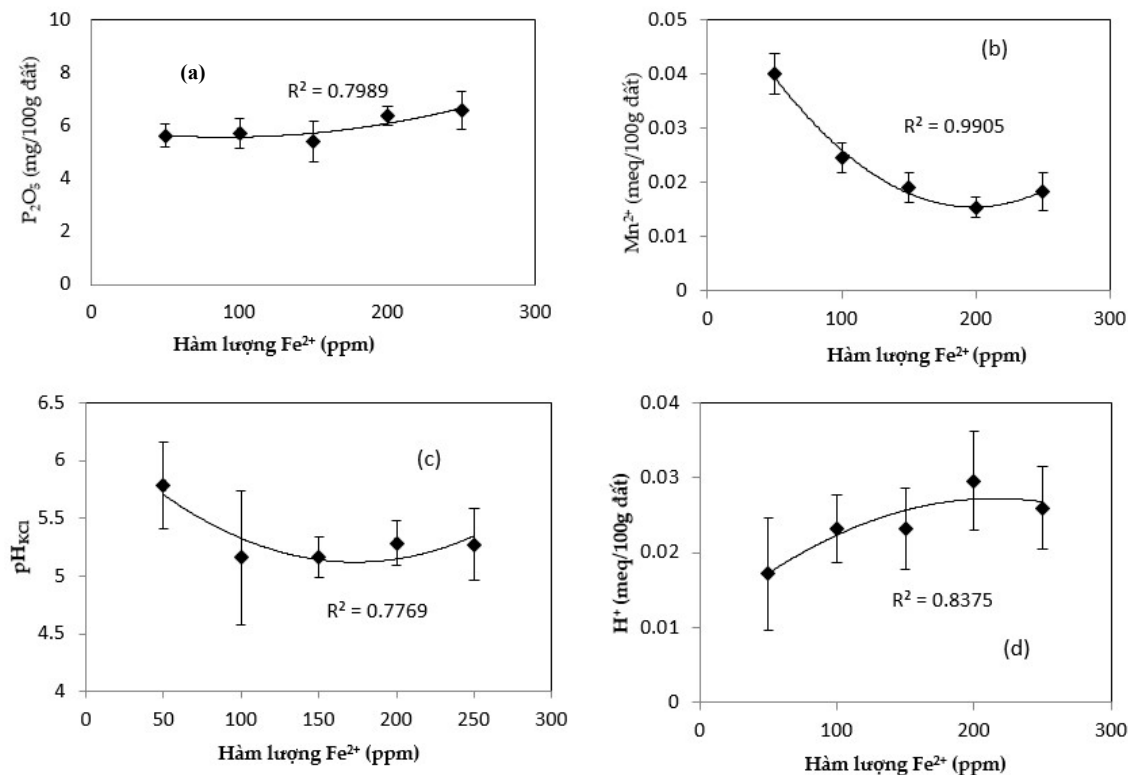 (a)
R² = 0.7989
P₂O₅ (mg/100g đất)
10
8
6
4
2
0
0 100 200 300
Hàm lượng Fe²⁺ (ppm)
(b)
R² = 0.9905
Mn²⁺ (meq/100g đất)
0.05
0.04
0.03
0.02
0.01
0
0 100 200 300
Hàm lượng Fe²⁺ (ppm)
(c)
R² = 0.7769
pHKCl
6.5
6
5.5
5
4.5
4
0 50 100 150 200 250 300
Hàm lượng Fe²⁺ (ppm)
(d)
R² = 0.8375
H⁺ (meq/100g đất)
0.04
0.03
0.02
0.01
0
0 100 200 300
Hàm lượng Fe²⁺ (ppm)